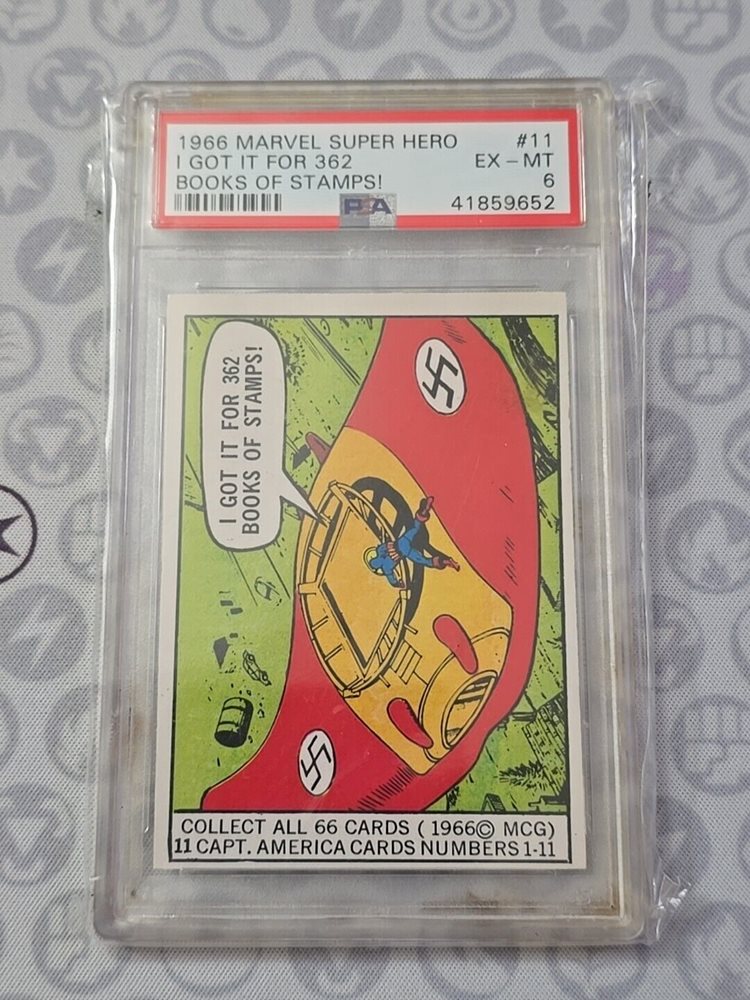 1966 MARVEL SUPER HERO #11
I GOT IT FOR 362 EX - MT
BOOKS OF STAMPS! 6
PSA 41859652
I GOT IT FOR 362
BOOKS OF STAMPS!
COLLECT ALL 66 CARDS ( 1966© MCG)
11 CAPT. AMERICA CARDS NUMBERS 1-11